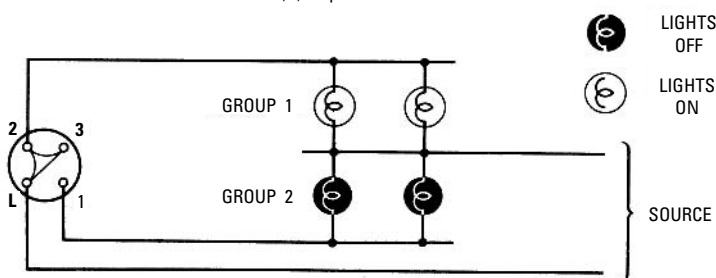 LIGHTS
OFF
LIGHTS
ON
GROUP 1
2 3
L 1
GROUP 2
SOURCE